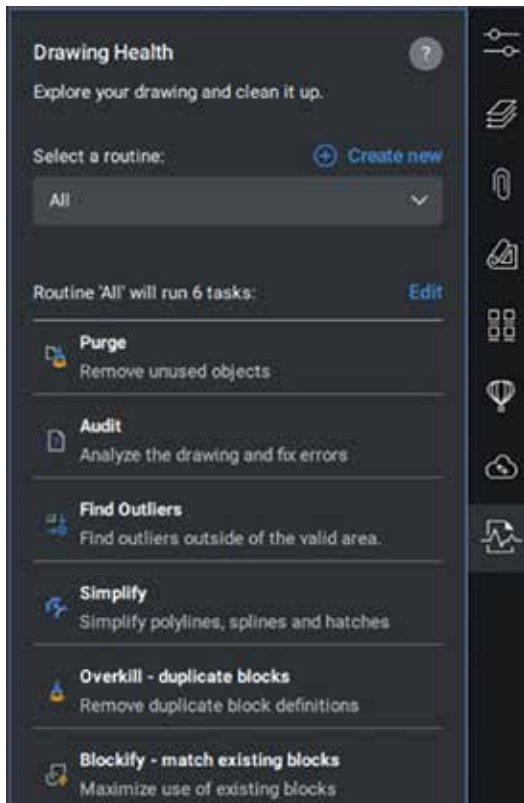 Drawing Health
?
Explore your drawing and clean it up.
Select a routine:
Create new
All
Routine 'All' will run 6 tasks:
Edit
Purge
Remove unused objects
Audit
Analyze the drawing and fix errors
Find Outliers
Find outliers outside of the valid area.
Simplify
Simplify polylines, splines and hatches
Overkill - duplicate blocks
Remove duplicate block definitions
Blockify - match existing blocks
Maximize use of existing blocks